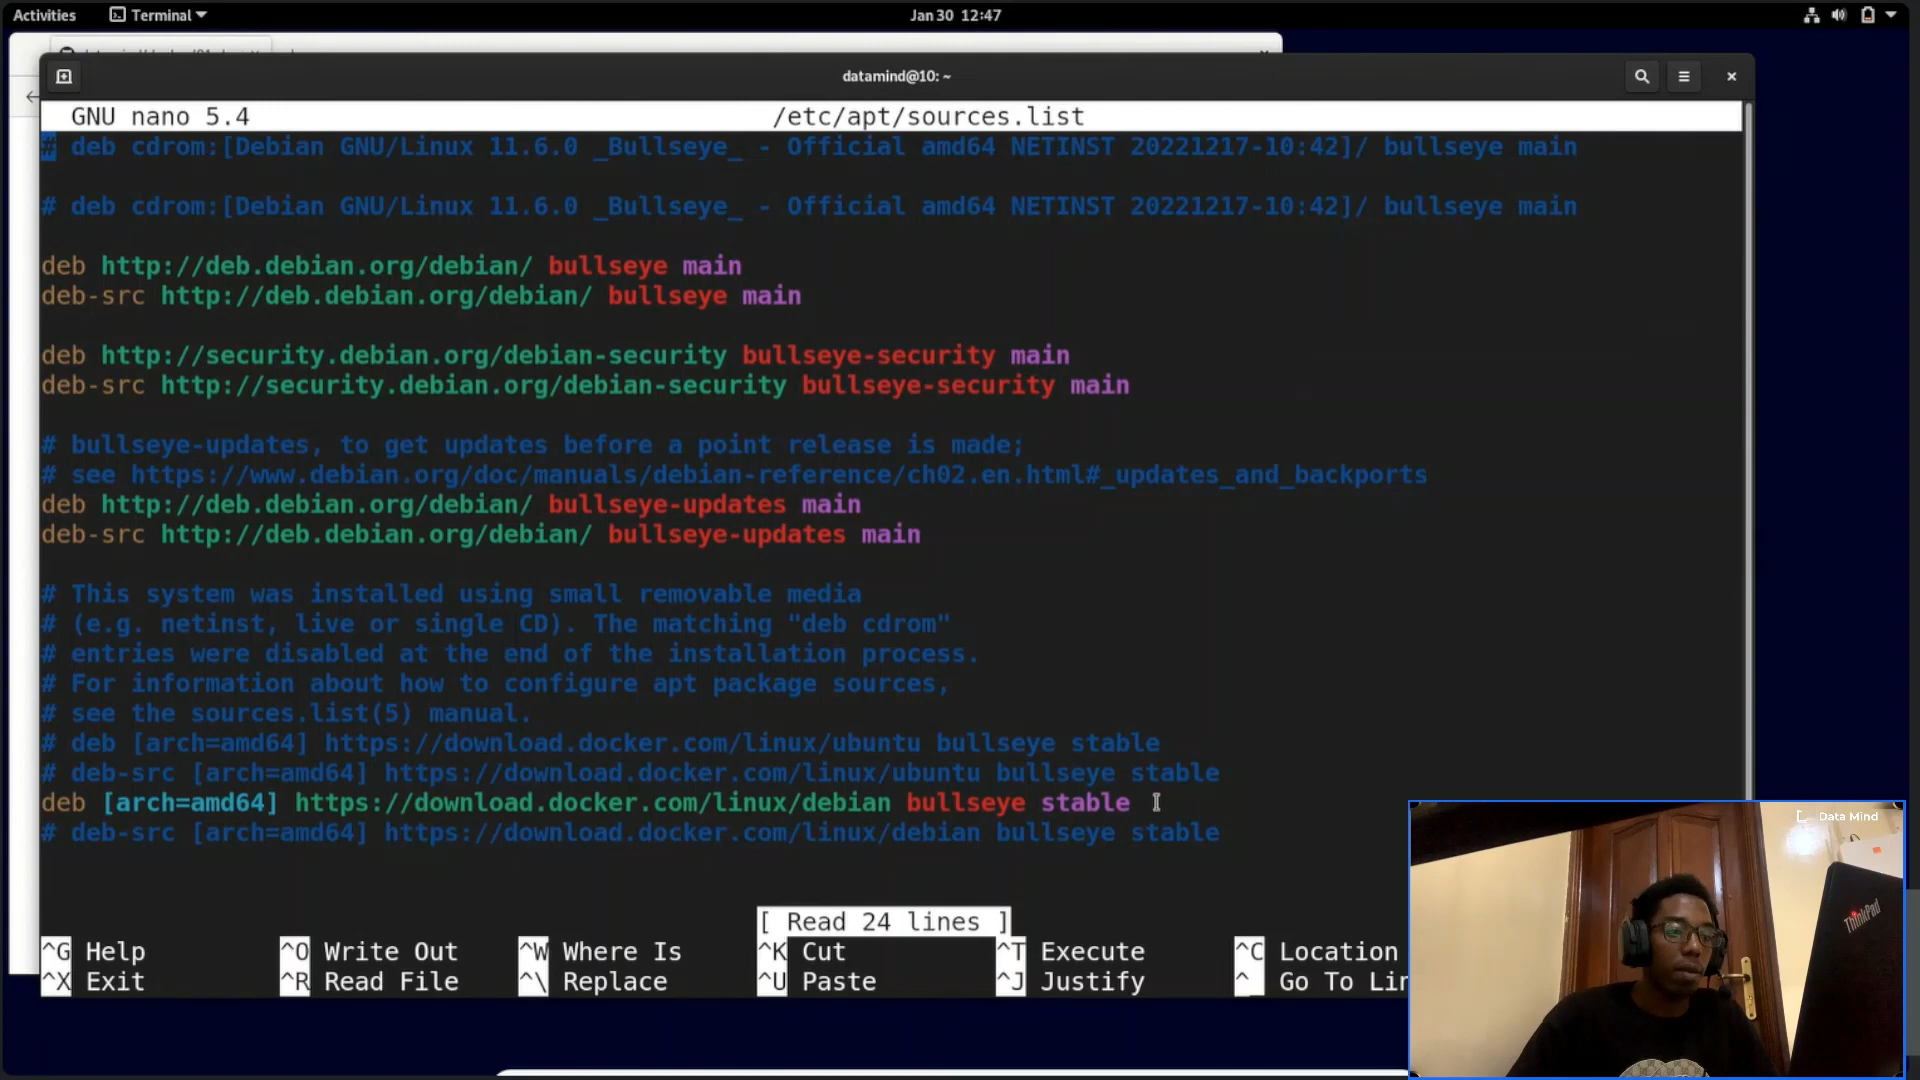 Activities Terminal Jan 30 12:47
datamind@10: ~
GNU nano 5.4 /etc/apt/sources.list
# deb cdrom:[Debian GNU/Linux 11.6.0 _Bullseye_ - Official amd64 NETINST 20221217-10:42]/ bullseye main
# deb cdrom:[Debian GNU/Linux 11.6.0 _Bullseye_ - Official amd64 NETINST 20221217-10:42]/ bullseye main
deb http://deb.debian.org/debian/ bullseye main
deb-src http://deb.debian.org/debian/ bullseye main
deb http://security.debian.org/debian-security bullseye-security main
deb-src http://security.debian.org/debian-security bullseye-security main
# bullseye-updates, to get updates before a point release is made;
# see https://www.debian.org/doc/manuals/debian-reference/ch02.en.html#_updates_and_backports
deb http://deb.debian.org/debian/ bullseye-updates main
deb-src http://deb.debian.org/debian/ bullseye-updates main
# This system was installed using small removable media
# (e.g. netinst, live or single CD). The matching "deb cdrom"
# entries were disabled at the end of the installation process.
# For information about how to configure apt package sources,
# see the sources.list(5) manual.
# deb [arch=amd64] https://download.docker.com/linux/ubuntu bullseye stable
# deb-src [arch=amd64] https://download.docker.com/linux/ubuntu bullseye stable
deb [arch=amd64] https://download.docker.com/linux/debian bullseye stable
# deb-src [arch=amd64] https://download.docker.com/linux/debian bullseye stable
[ Read 24 lines ]
^G Help ^O Write Out ^W Where Is ^K Cut ^T Execute ^C Location
^X Exit ^R Read File ^\ Replace ^U Paste ^J Justify ^_ Go To Lin
Data Mind
ThinkPad